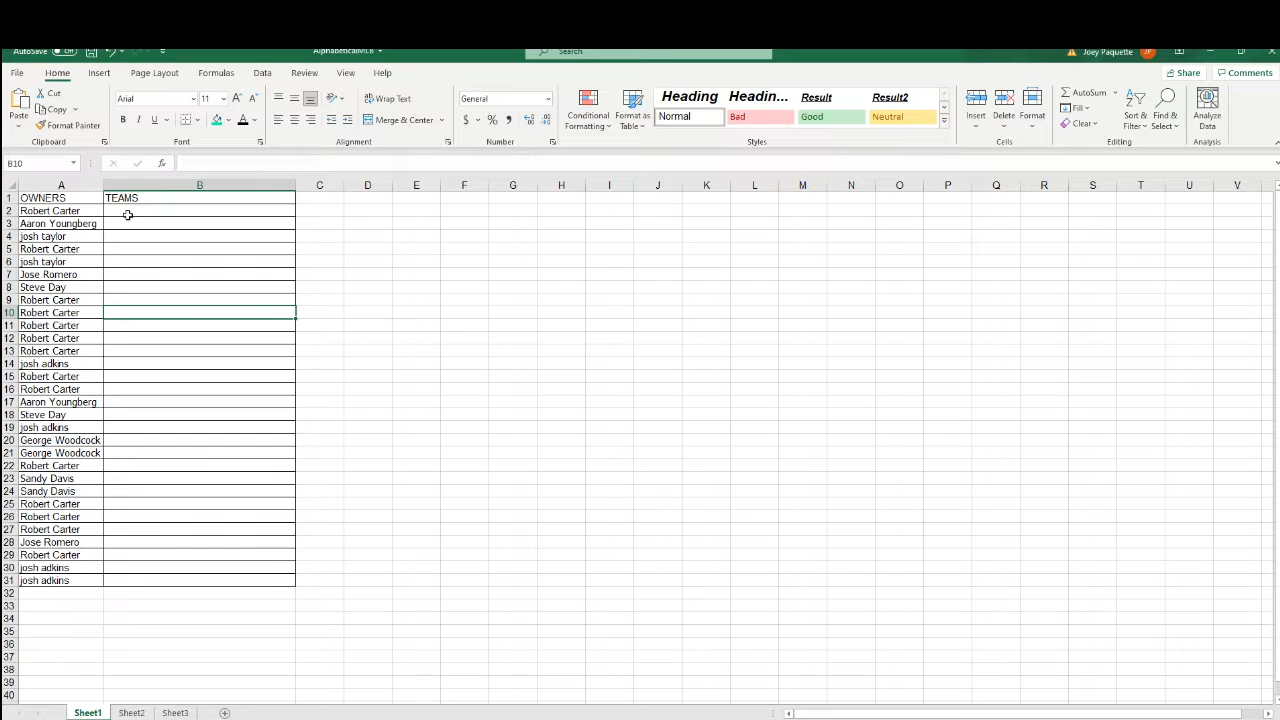 AutoSave Off AlphabeticalMLB Search Joey Paquette JP
File Home Insert Page Layout Formulas Data Review View Help Share Comments
Paste Cut Copy Format Painter
Clipboard
Arial 11 A A B I U A
Font
Wrap Text
Merge & Center
Alignment
General
$ % 9
Number
Conditional Formatting Format as Table
Heading Headin... Result Result2
Normal Bad Good Neutral
Styles
Insert Delete Format
Cells
AutoSum
Fill
Clear
Sort & Filter Find & Select
Editing
Analyze Data
Analysis
B10 fx
A B C D E F G H I J K L M N O P Q R S T U V
1 OWNERS TEAMS
2 Robert Carter
3 Aaron Youngberg
4 josh taylor
5 Robert Carter
6 josh taylor
7 Jose Romero
8 Steve Day
9 Robert Carter
10 Robert Carter
11 Robert Carter
12 Robert Carter
13 Robert Carter
14 josh adkins
15 Robert Carter
16 Robert Carter
17 Aaron Youngberg
18 Steve Day
19 josh adkins
20 George Woodcock
21 George Woodcock
22 Robert Carter
23 Sandy Davis
24 Sandy Davis
25 Robert Carter
26 Robert Carter
27 Robert Carter
28 Jose Romero
29 Robert Carter
30 josh adkins
31 josh adkins
32
33
34
35
36
37
38
39
40
Sheet1 Sheet2 Sheet3